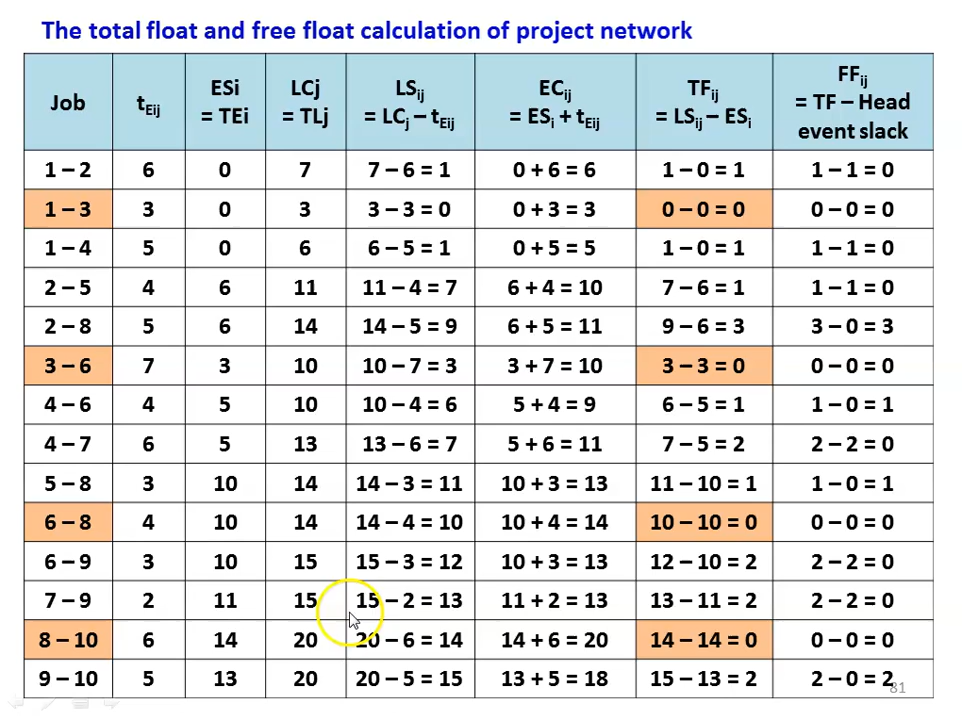 The total float and free float calculation of project network
Job tEij ESi = TEi LCj = TLj LSij = LCj – tEij ECij = ESi + tEij TFij = LSij – ESi FFij = TF – Head event slack
1 – 2 6 0 7 7 – 6 = 1 0 + 6 = 6 1 – 0 = 1 1 – 1 = 0
1 – 3 3 0 3 3 – 3 = 0 0 + 3 = 3 0 – 0 = 0 0 – 0 = 0
1 – 4 5 0 6 6 – 5 = 1 0 + 5 = 5 1 – 0 = 1 1 – 1 = 0
2 – 5 4 6 11 11 – 4 = 7 6 + 4 = 10 7 – 6 = 1 1 – 1 = 0
2 – 8 5 6 14 14 – 5 = 9 6 + 5 = 11 9 – 6 = 3 3 – 0 = 3
3 – 6 7 3 10 10 – 7 = 3 3 + 7 = 10 3 – 3 = 0 0 – 0 = 0
4 – 6 4 5 10 10 – 4 = 6 5 + 4 = 9 6 – 5 = 1 1 – 0 = 1
4 – 7 6 5 13 13 – 6 = 7 5 + 6 = 11 7 – 5 = 2 2 – 2 = 0
5 – 8 3 10 14 14 – 3 = 11 10 + 3 = 13 11 – 10 = 1 1 – 0 = 1
6 – 8 4 10 14 14 – 4 = 10 10 + 4 = 14 10 – 10 = 0 0 – 0 = 0
6 – 9 3 10 15 15 – 3 = 12 10 + 3 = 13 12 – 10 = 2 2 – 2 = 0
7 – 9 2 11 15 15 – 2 = 13 11 + 2 = 13 13 – 11 = 2 2 – 2 = 0
8 – 10 6 14 20 20 – 6 = 14 14 + 6 = 20 14 – 14 = 0 0 – 0 = 0
9 – 10 5 13 20 20 – 5 = 15 13 + 5 = 18 15 – 13 = 2 2 – 0 = 2
81